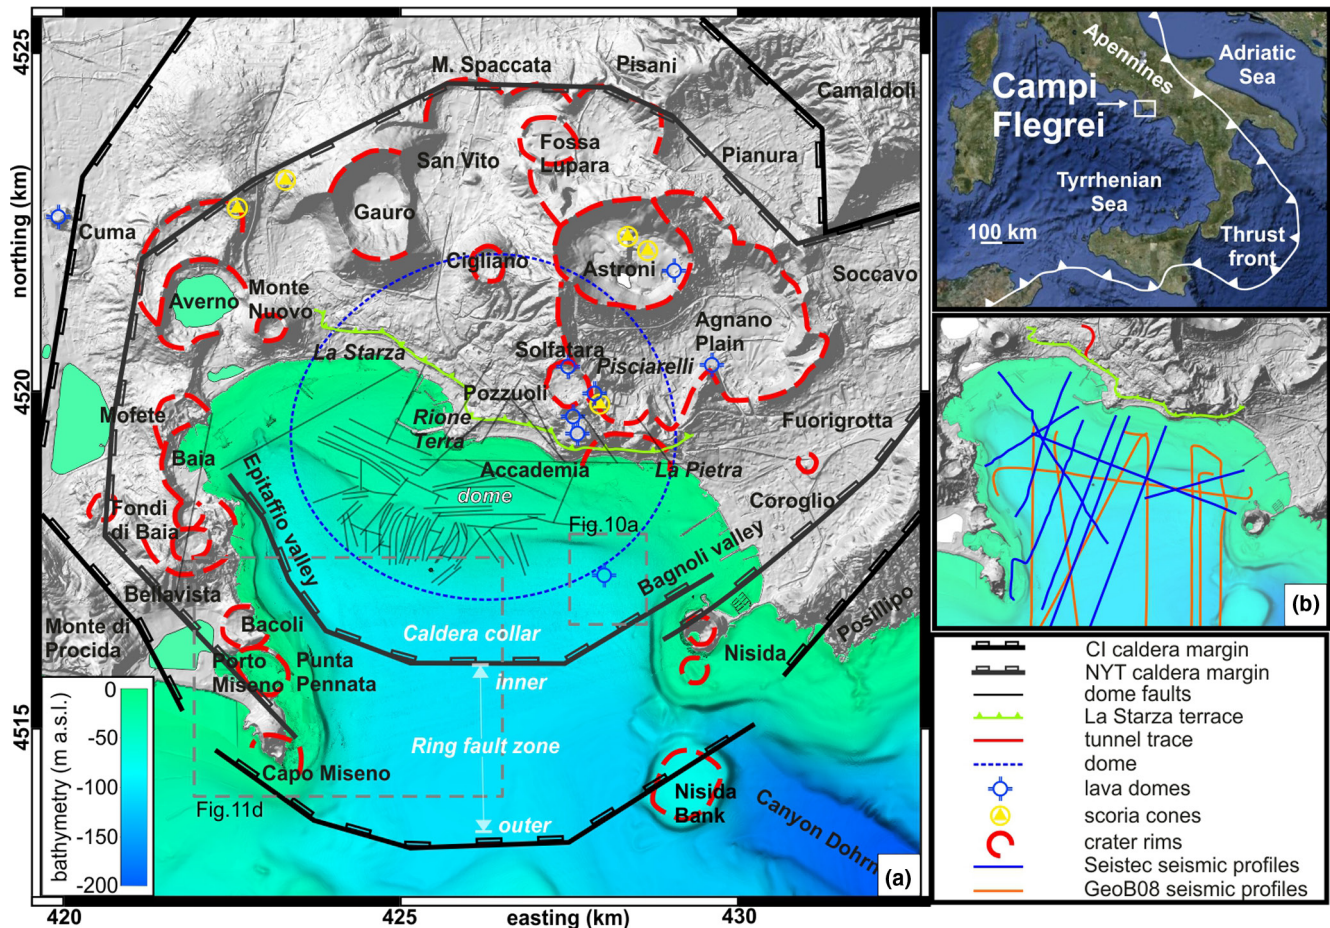 4525
4520
4515
northing (km)
420
425
430
easting (km)
M. Spaccata
Pisani
Camaldoli
Fossa
Lupara
San Vito
Pianura
Gauro
Cuma
Cigliano
Astroni
Soccavo
Averno
Monte
Nuovo
Agnano
Plain
La Starza
Solfatara
Pisciarelli
Pozzuoli
Mofete
Rione
Terra
Fuorigrotta
Baia
Accademia
La Pietra
Epitaffio valley
dome
Coroglio
Fondi
di Baia
Fig.10a
Bagnoli valley
Bellavista
Posillipo
Monte di
Procida
Bacoli
Caldera collar
Nisida
Porto
Miseno
Punta
Pennata
inner
Ring fault zone
Capo Miseno
Nisida
Bank
Canyon Dohrn
outer
Fig.11d
(a)
bathymetry (m a.s.l.)
0
-50
-100
-150
-200
Apennines
Adriatic
Sea
Campi
Flegrei
Tyrrhenian
Sea
100 km
Thrust
front
(b)
CI caldera margin
NYT caldera margin
dome faults
La Starza terrace
tunnel trace
dome
lava domes
scoria cones
crater rims
Seistec seismic profiles
GeoB08 seismic profiles